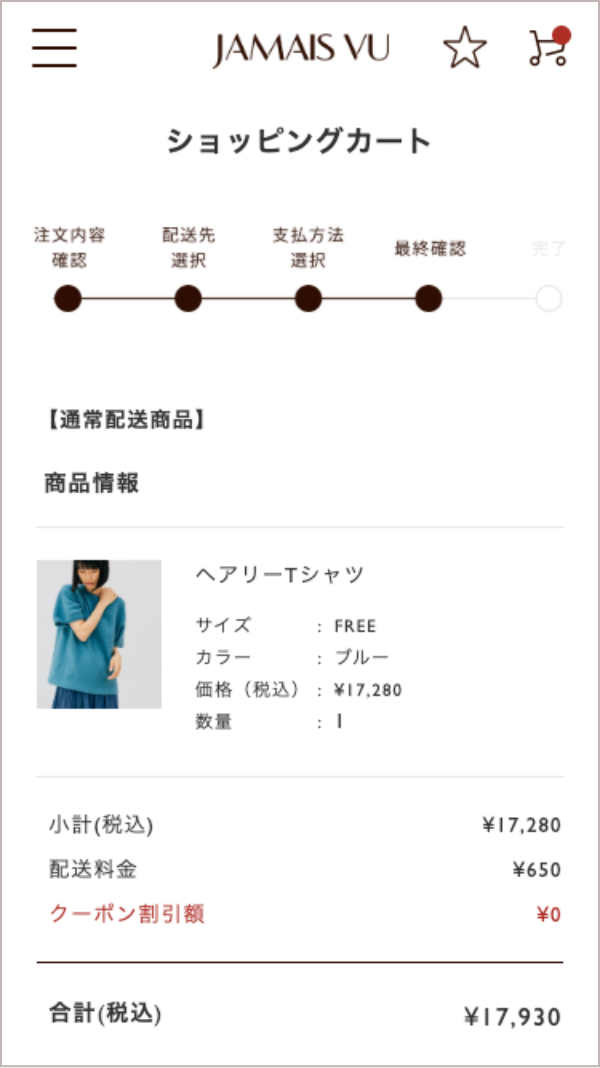 JAMAIS VU
ショッピングカート
注文内容
確認
配送先
選択
支払方法
選択
最終確認
完了
【通常配送商品】
商品情報
ヘアリーTシャツ
サイズ : FREE
カラー : ブルー
価格（税込） : ¥17,280
数量 : 1
小計(税込) ¥17,280
配送料金 ¥650
クーポン割引額 ¥0
合計(税込) ¥17,930